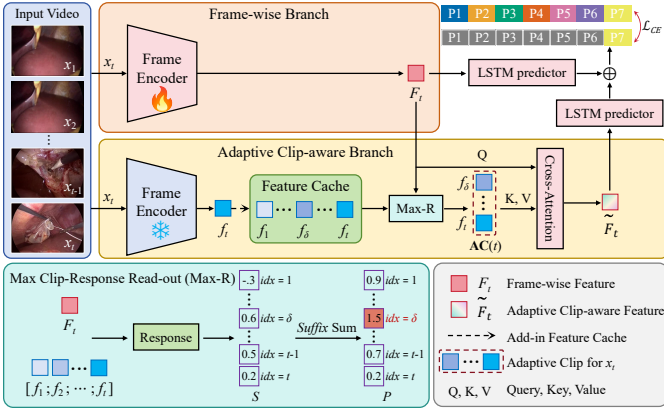 Input Video
x1
x2
⋮
xt-1
xt
xt
Frame-wise Branch
Frame
Encoder
Ft
LSTM predictor
P1 P2 P3 P4 P5 P6 P7
P1 P2 P3 P4 P5 P6 P7
ℒCE
⊕
LSTM predictor
Adaptive Clip-aware Branch
xt
Frame
Encoder
ft
Feature Cache
f1 ⋯ fδ ⋯ ft
Max-R
Q
fδ
⋮
ft
AC(t)
K, V
Cross-Attention
F̃t
Max Clip-Response Read-out (Max-R)
Ft
[ f1 ; f2 ; ⋯ ; ft ]
Response
-.3 idx = 1
⋮
0.6 idx = δ
⋮
0.5 idx = t-1
0.2 idx = t
S
Suffix Sum
0.9 idx = 1
⋮
1.5 idx = δ
⋮
0.7 idx = t-1
0.2 idx = t
P
Ft Frame-wise Feature
F̃t Adaptive Clip-aware Feature
Add-in Feature Cache
⋯ Adaptive Clip for xt
Q, K, V Query, Key, Value